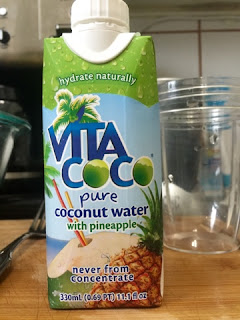 hydrate naturally
VITA
COCO
pure
coconut water
with pineapple
never from
concentrate
330mL (0.69 PT) 11.1 fl oz